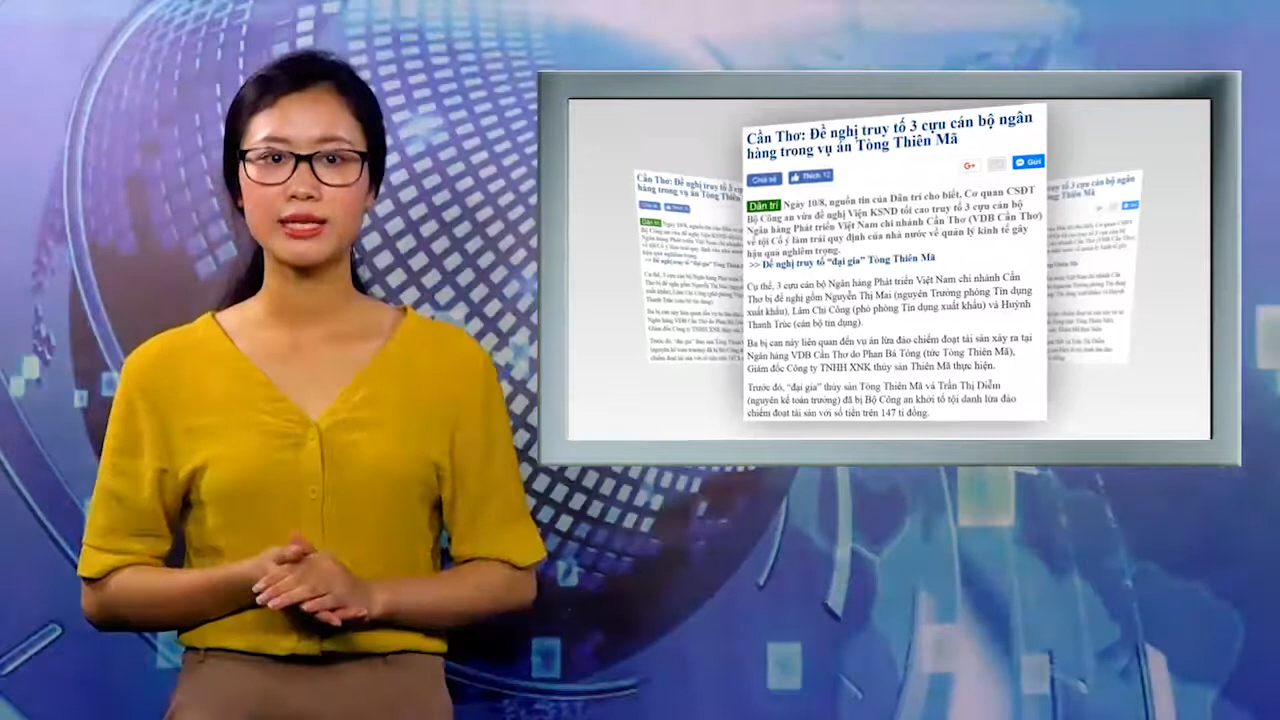 Cần Thơ: Đề nghị truy tố 3 cựu cán bộ ngân
hàng trong vụ án Tòng Thiên Mã
Chia sẻ
Thích 12
G+
Gửi
Dân trí Ngày 10/8, nguồn tin của Dân trí cho biết, Cơ quan CSĐT
Bộ Công an vừa đề nghị Viện KSND tối cao truy tố 3 cựu cán bộ
Ngân hàng Phát triển Việt Nam chi nhánh Cần Thơ (VDB Cần Thơ)
về tội Cố ý làm trái quy định của nhà nước về quản lý kinh tế gây
hậu quả nghiêm trọng.
>> Đề nghị truy tố “đại gia” Tòng Thiên Mã
Cụ thể, 3 cựu cán bộ Ngân hàng Phát triển Việt Nam chi nhánh Cần
Thơ bị đề nghị gồm Nguyễn Thị Mai (nguyên Trưởng phòng Tín dụng
xuất khẩu), Lâm Chí Công (phó phòng Tín dụng xuất khẩu) và Huỳnh
Thanh Trúc (cán bộ tín dụng).
Ba bị can này liên quan đến vụ án lừa đảo chiếm đoạt tài sản xảy ra tại
Ngân hàng VDB Cần Thơ do Phan Bá Tòng (tức Tòng Thiên Mã),
Giám đốc Công ty TNHH XNK thủy sản Thiên Mã thực hiện.
Trước đó, “đại gia” thủy sản Tòng Thiên Mã và Trần Thị Diễm
(nguyên kế toán trưởng) đã bị Bộ Công an khởi tố tội danh lừa đảo
chiếm đoạt tài sản với số tiền trên 147 tỉ đồng.